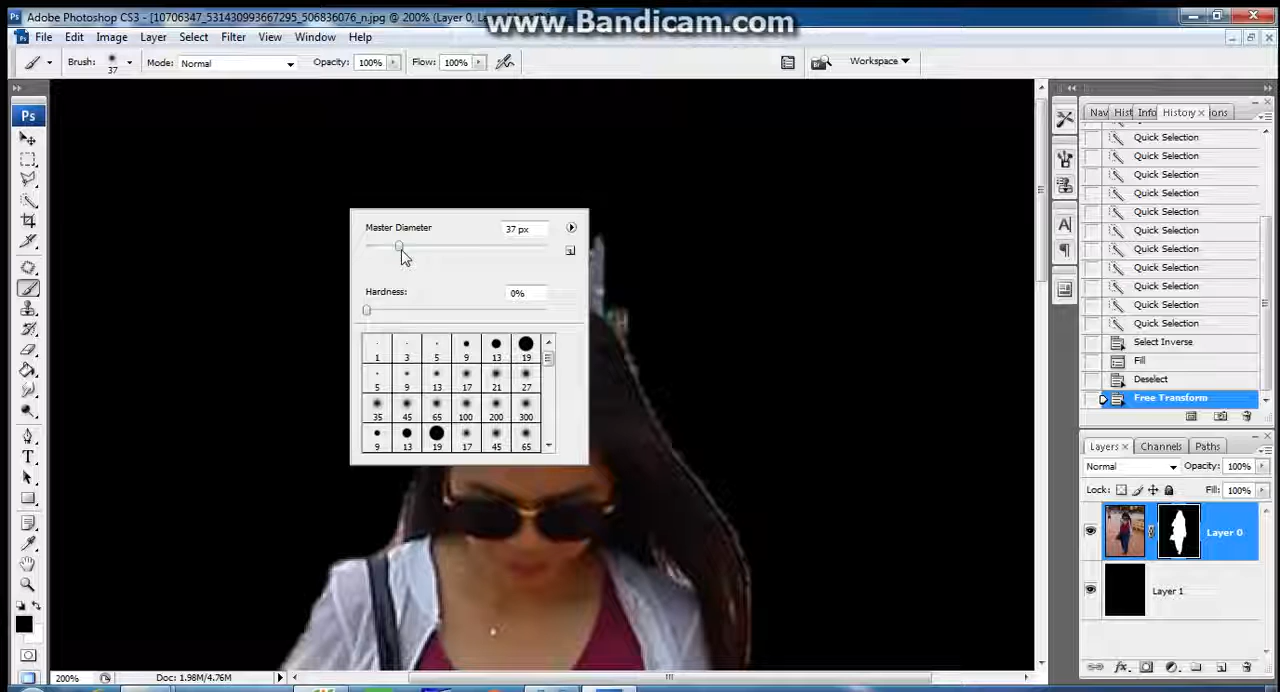 Adobe Photoshop CS3 - [10706347_531430993667295_506836076_n.jpg @ 200% (Layer 0,
www.Bandicam.com
File Edit Image Layer Select Filter View Window Help
Brush: 37 Mode: Normal Opacity: 100% Flow: 100% Workspace
Ps
Nav Hist Info History ions
Quick Selection
Quick Selection
Quick Selection
Quick Selection
Quick Selection
Quick Selection
Quick Selection
Quick Selection
Quick Selection
Quick Selection
Quick Selection
Select Inverse
Fill
Deselect
Free Transform
Master Diameter 37 px
Hardness: 0%
1 3 5 9 13 19
5 9 13 17 21 27
35 45 65 100 200 300
9 13 19 17 45 65
Layers Channels Paths
Normal Opacity: 100%
Lock: Fill: 100%
Layer 0
Layer 1
200% Doc: 1.98M/4.76M